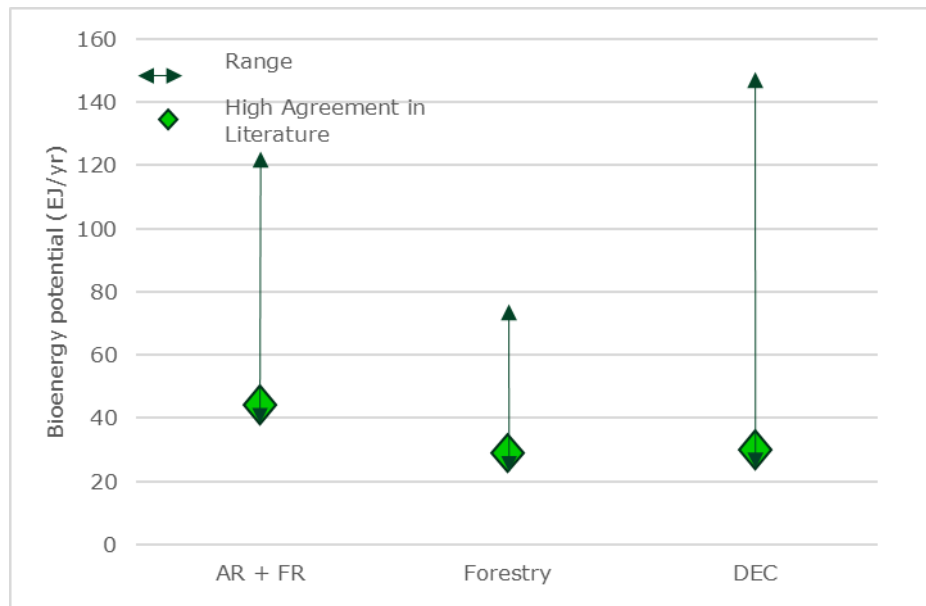 Bioenergy potential (EJ/yr)
160
140
120
100
80
60
40
20
0
Range
High Agreement in
Literature
AR + FR
Forestry
DEC